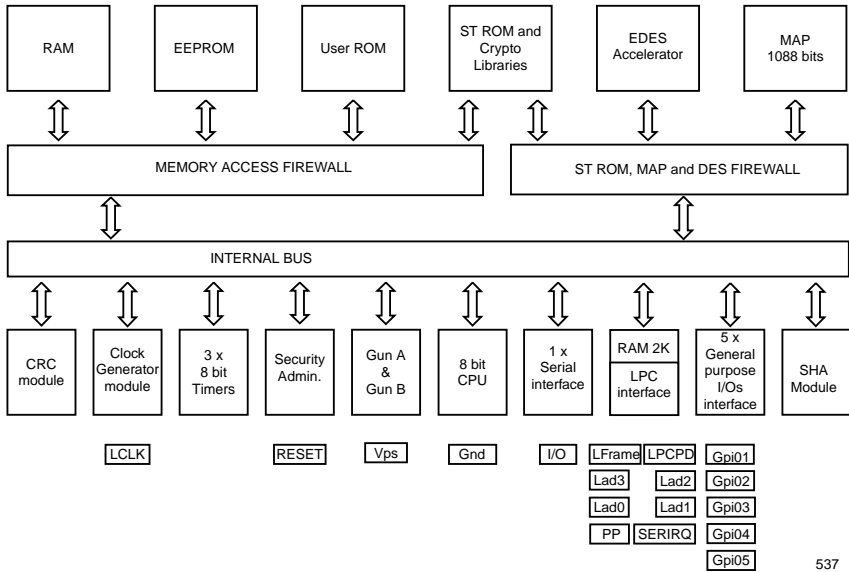 RAM
EEPROM
User ROM
ST ROM and
Crypto
Libraries
EDES
Accelerator
MAP
1088 bits
MEMORY ACCESS FIREWALL
ST ROM, MAP and DES FIREWALL
INTERNAL BUS
CRC
module
Clock
Generator
module
3 x
8 bit
Timers
Security
Admin.
Gun A
&
Gun B
8 bit
CPU
1 x
Serial
interface
RAM 2K
LPC
interface
5 x
General
purpose
I/Os
interface
SHA
Module
LCLK
RESET
Vps
Gnd
I/O
LFrame
LPCPD
Lad3
Lad2
Lad0
Lad1
PP
SERIRQ
Gpi01
Gpi02
Gpi03
Gpi04
Gpi05
537